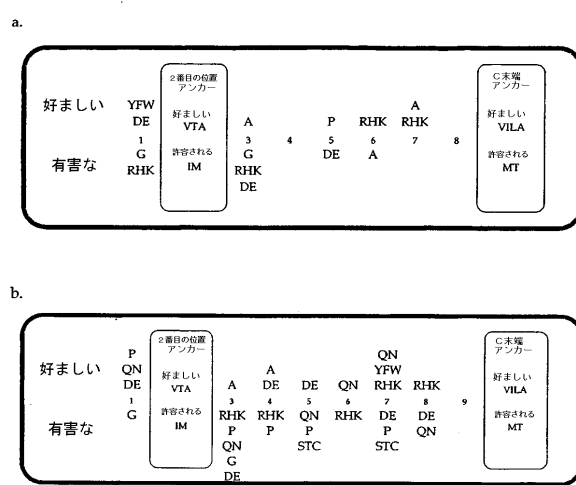 a.
2番目の位置
アンカー
C末端
アンカー
好ましい
YFW
DE
好ましい
VTA
A
P
RHK
A
RHK
好ましい
VILA
1
3
4
5
6
7
8
有害な
G
RHK
許容される
IM
G
RHK
DE
DE
A
許容される
MT
b.
2番目の位置
アンカー
C末端
アンカー
好ましい
P
QN
DE
好ましい
VTA
A
A
DE
DE
QN
QN
YFW
RHK
RHK
好ましい
VILA
1
3
4
5
6
7
8
9
有害な
G
許容される
IM
RHK
P
QN
G
DE
RHK
P
QN
P
STC
RHK
DE
P
STC
DE
QN
許容される
MT